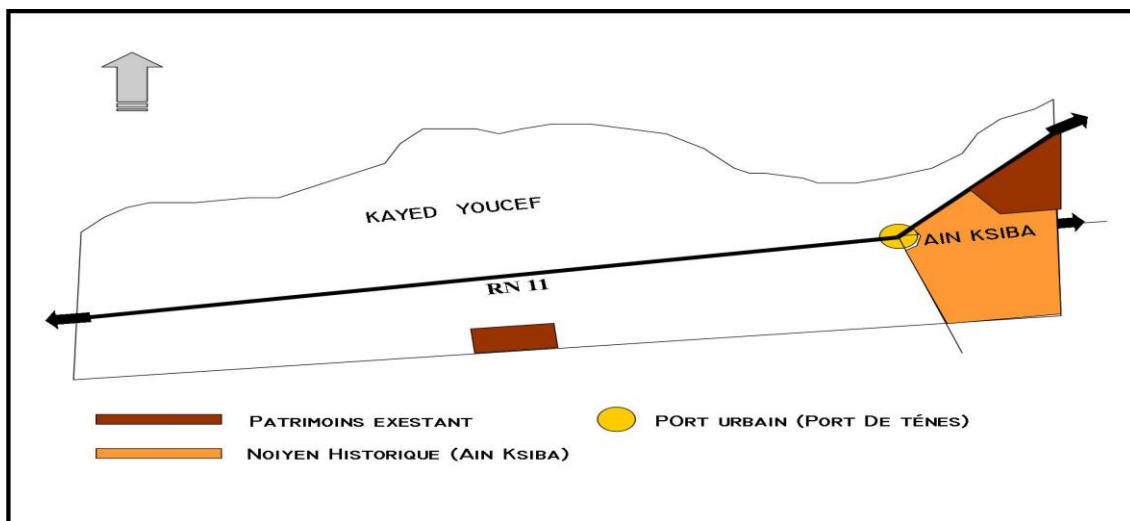 KAYED YOUCEF
AIN KSIBA
RN 11
PATRIMOINS EXESTANT
PORT URBAIN (PORT DE TÉNES)
NOIYEN HISTORIQUE (AIN KSIBA)